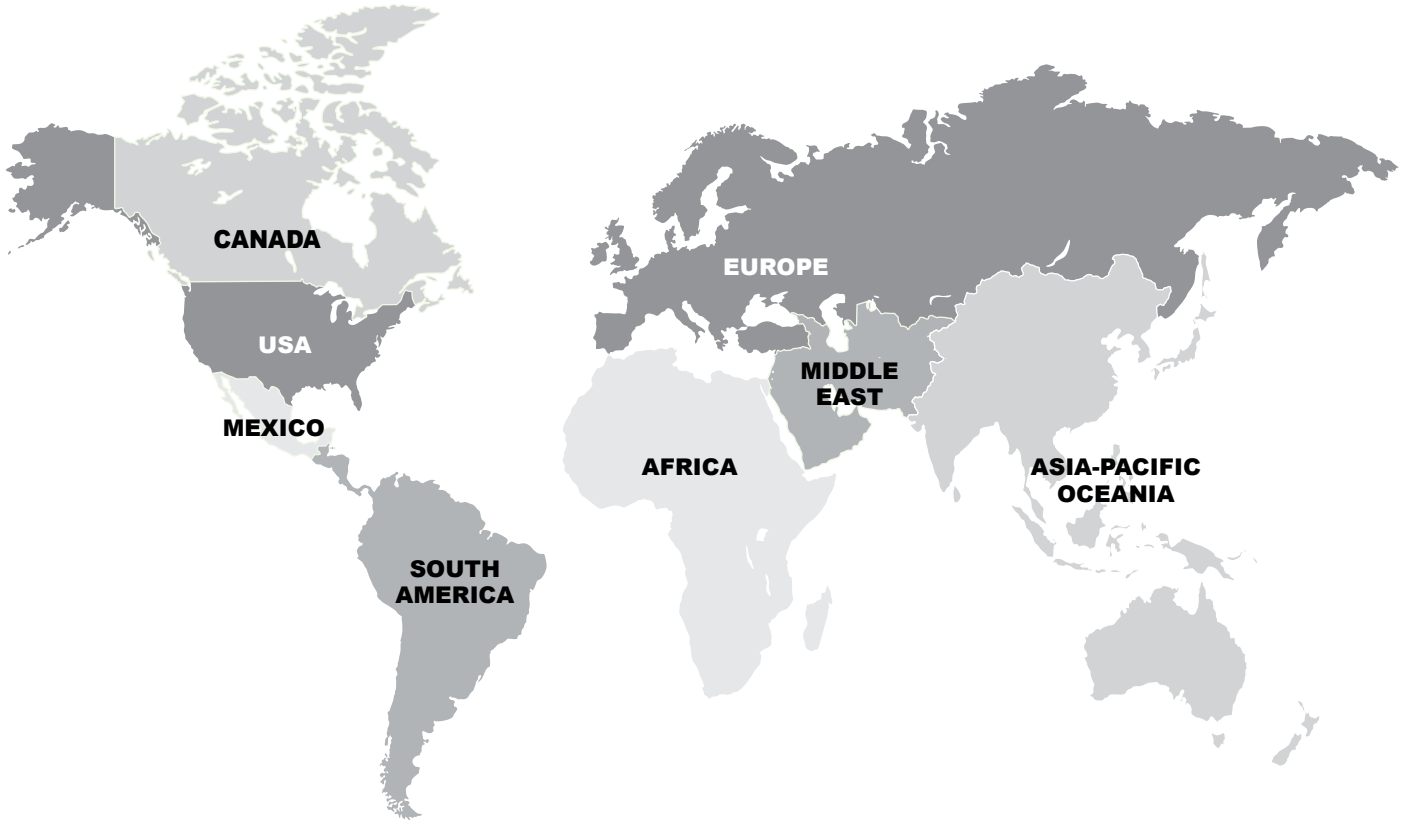 CANADA
EUROPE
USA
MIDDLE
EAST
MEXICO
AFRICA
ASIA-PACIFIC
OCEANIA
SOUTH
AMERICA